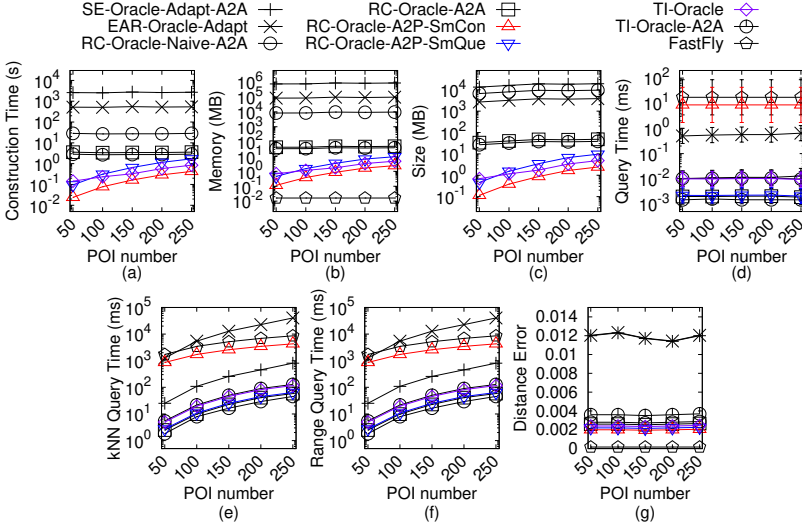 SE-Oracle-Adapt-A2A RC-Oracle-A2A TI-Oracle
EAR-Oracle-Adapt RC-Oracle-A2P-SmCon TI-Oracle-A2A
RC-Oracle-Naive-A2A RC-Oracle-A2P-SmQue FastFly
Construction Time (s)
10^4
10^3
10^2
10^1
10^0
10^-1
10^-2
50 100 150 200 250
POI number
(a)
Memory (MB)
10^6
10^5
10^4
10^3
10^2
10^1
10^0
10^-1
10^-2
50 100 150 200 250
POI number
(b)
Size (MB)
10^4
10^3
10^2
10^1
10^0
10^-1
50 100 150 200 250
POI number
(c)
Query Time (ms)
10^2
10^1
10^0
10^-1
10^-2
10^-3
50 100 150 200 250
POI number
(d)
kNN Query Time (ms)
10^5
10^4
10^3
10^2
10^1
10^0
50 100 150 200 250
POI number
(e)
Range Query Time (ms)
10^5
10^4
10^3
10^2
10^1
10^0
50 100 150 200 250
POI number
(f)
Distance Error
0.014
0.012
0.01
0.008
0.006
0.004
0.002
0
50 100 150 200 250
POI number
(g)